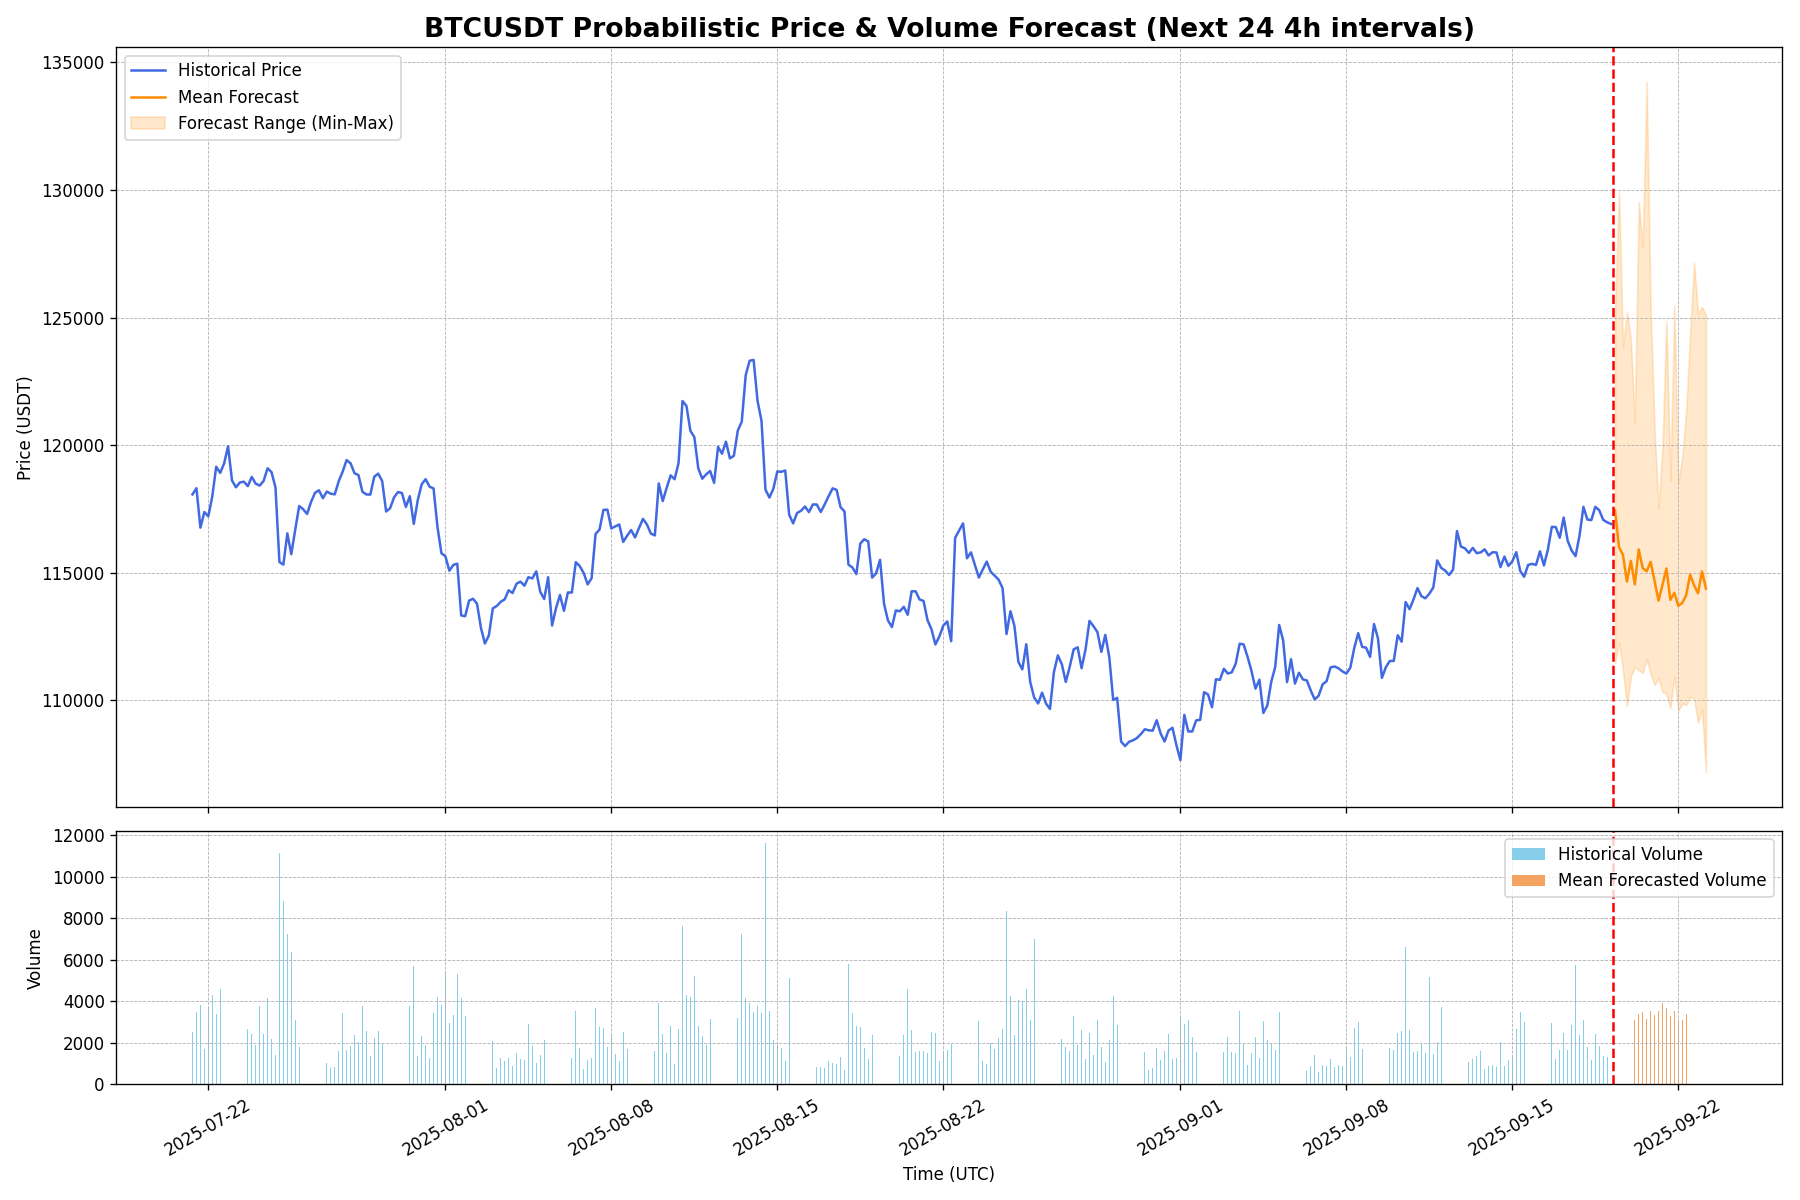 BTCUSDT Probabilistic Price & Volume Forecast (Next 24 4h intervals)
Historical Price
Mean Forecast
Forecast Range (Min-Max)
135000
130000
125000
120000
115000
110000
Price (USDT)
Historical Volume
Mean Forecasted Volume
12000
10000
8000
6000
4000
2000
0
Volume
2025-07-22
2025-08-01
2025-08-08
2025-08-15
2025-08-22
2025-09-01
2025-09-08
2025-09-15
2025-09-22
Time (UTC)